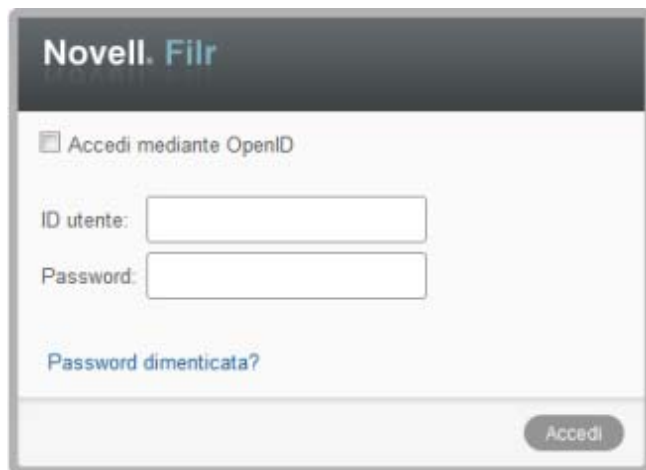 Novell. Filr
Accedi mediante OpenID
ID utente:
Password:
Password dimenticata?
Accedi